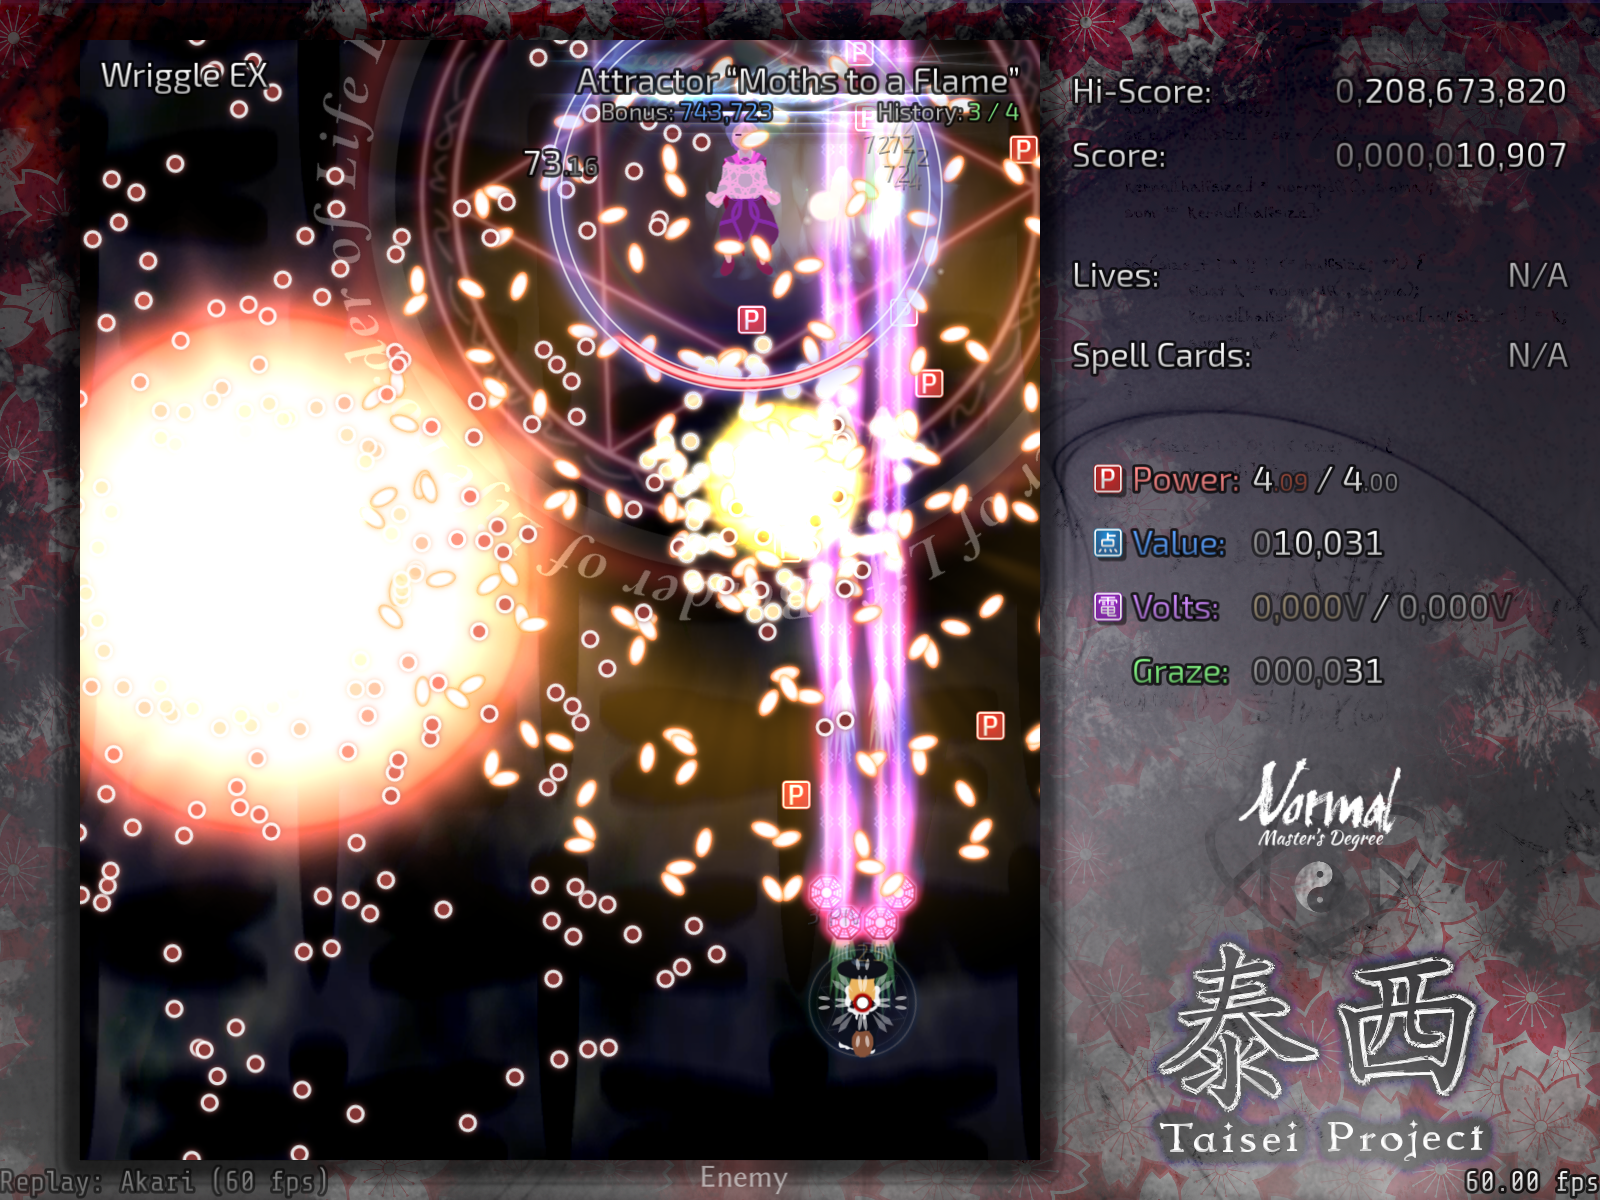 Wriggle EX
Attractor “Moths to a Flame”
Bonus: 743,723 History: 3 / 4
73.16
Hi-Score: 0,208,673,820
Score: 0,000,010,907
Lives: N/A
Spell Cards: N/A
P Power: 4.09 / 4.00
点 Value: 010,031
電 Volts: 0,000V / 0,000V
Graze: 000,031
Normal
Master's Degree
泰西
Taisei Project
Replay: Akari (60 fps)
Enemy
60.00 fps